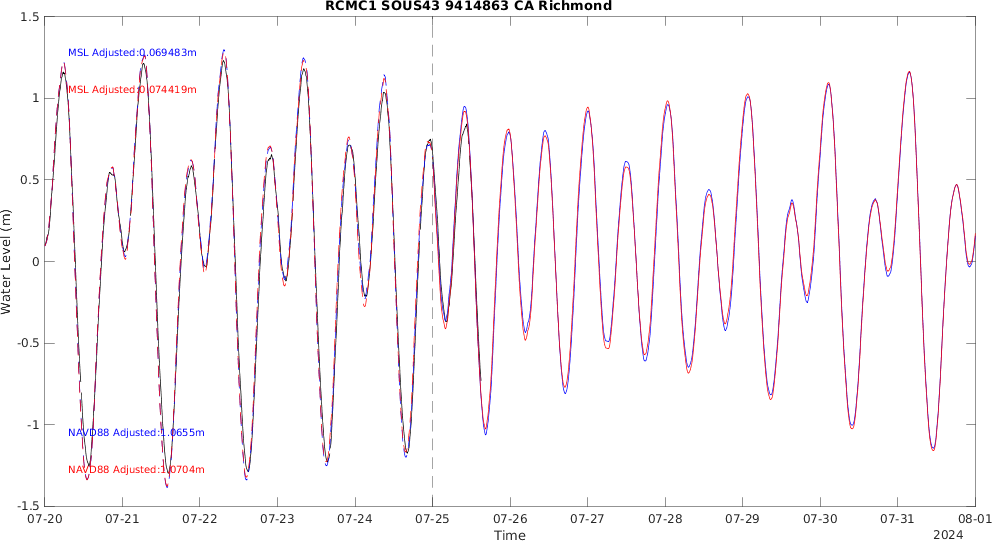 RCMC1 SOUS43 9414863 CA Richmond
1.5
1
0.5
0
-0.5
-1
-1.5
Water Level (m)
MSL Adjusted:0.069483m
MSL Adjusted:0.074419m
NAVD88 Adjusted:1.0655m
NAVD88 Adjusted:1.0704m
07-20 07-21 07-22 07-23 07-24 07-25 07-26 07-27 07-28 07-29 07-30 07-31 08-01
Time
2024